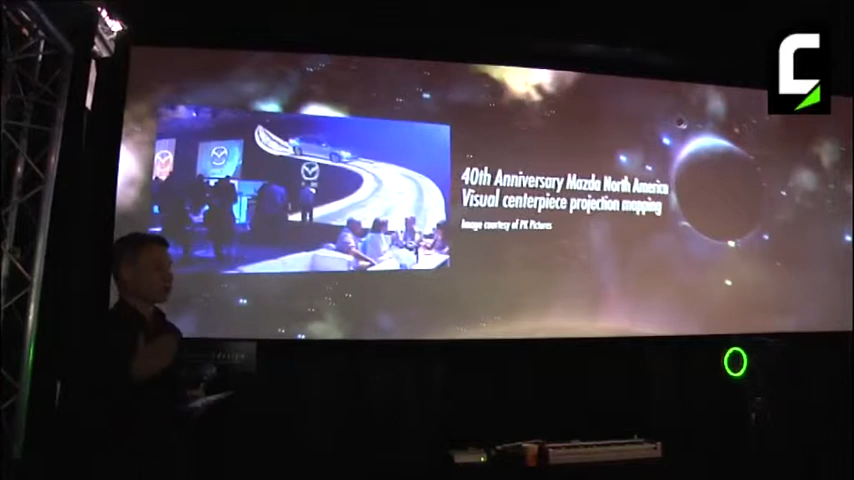 40th Anniversary Mazda North America
Visual centerpiece projection mapping
Image courtesy of PK Pictures